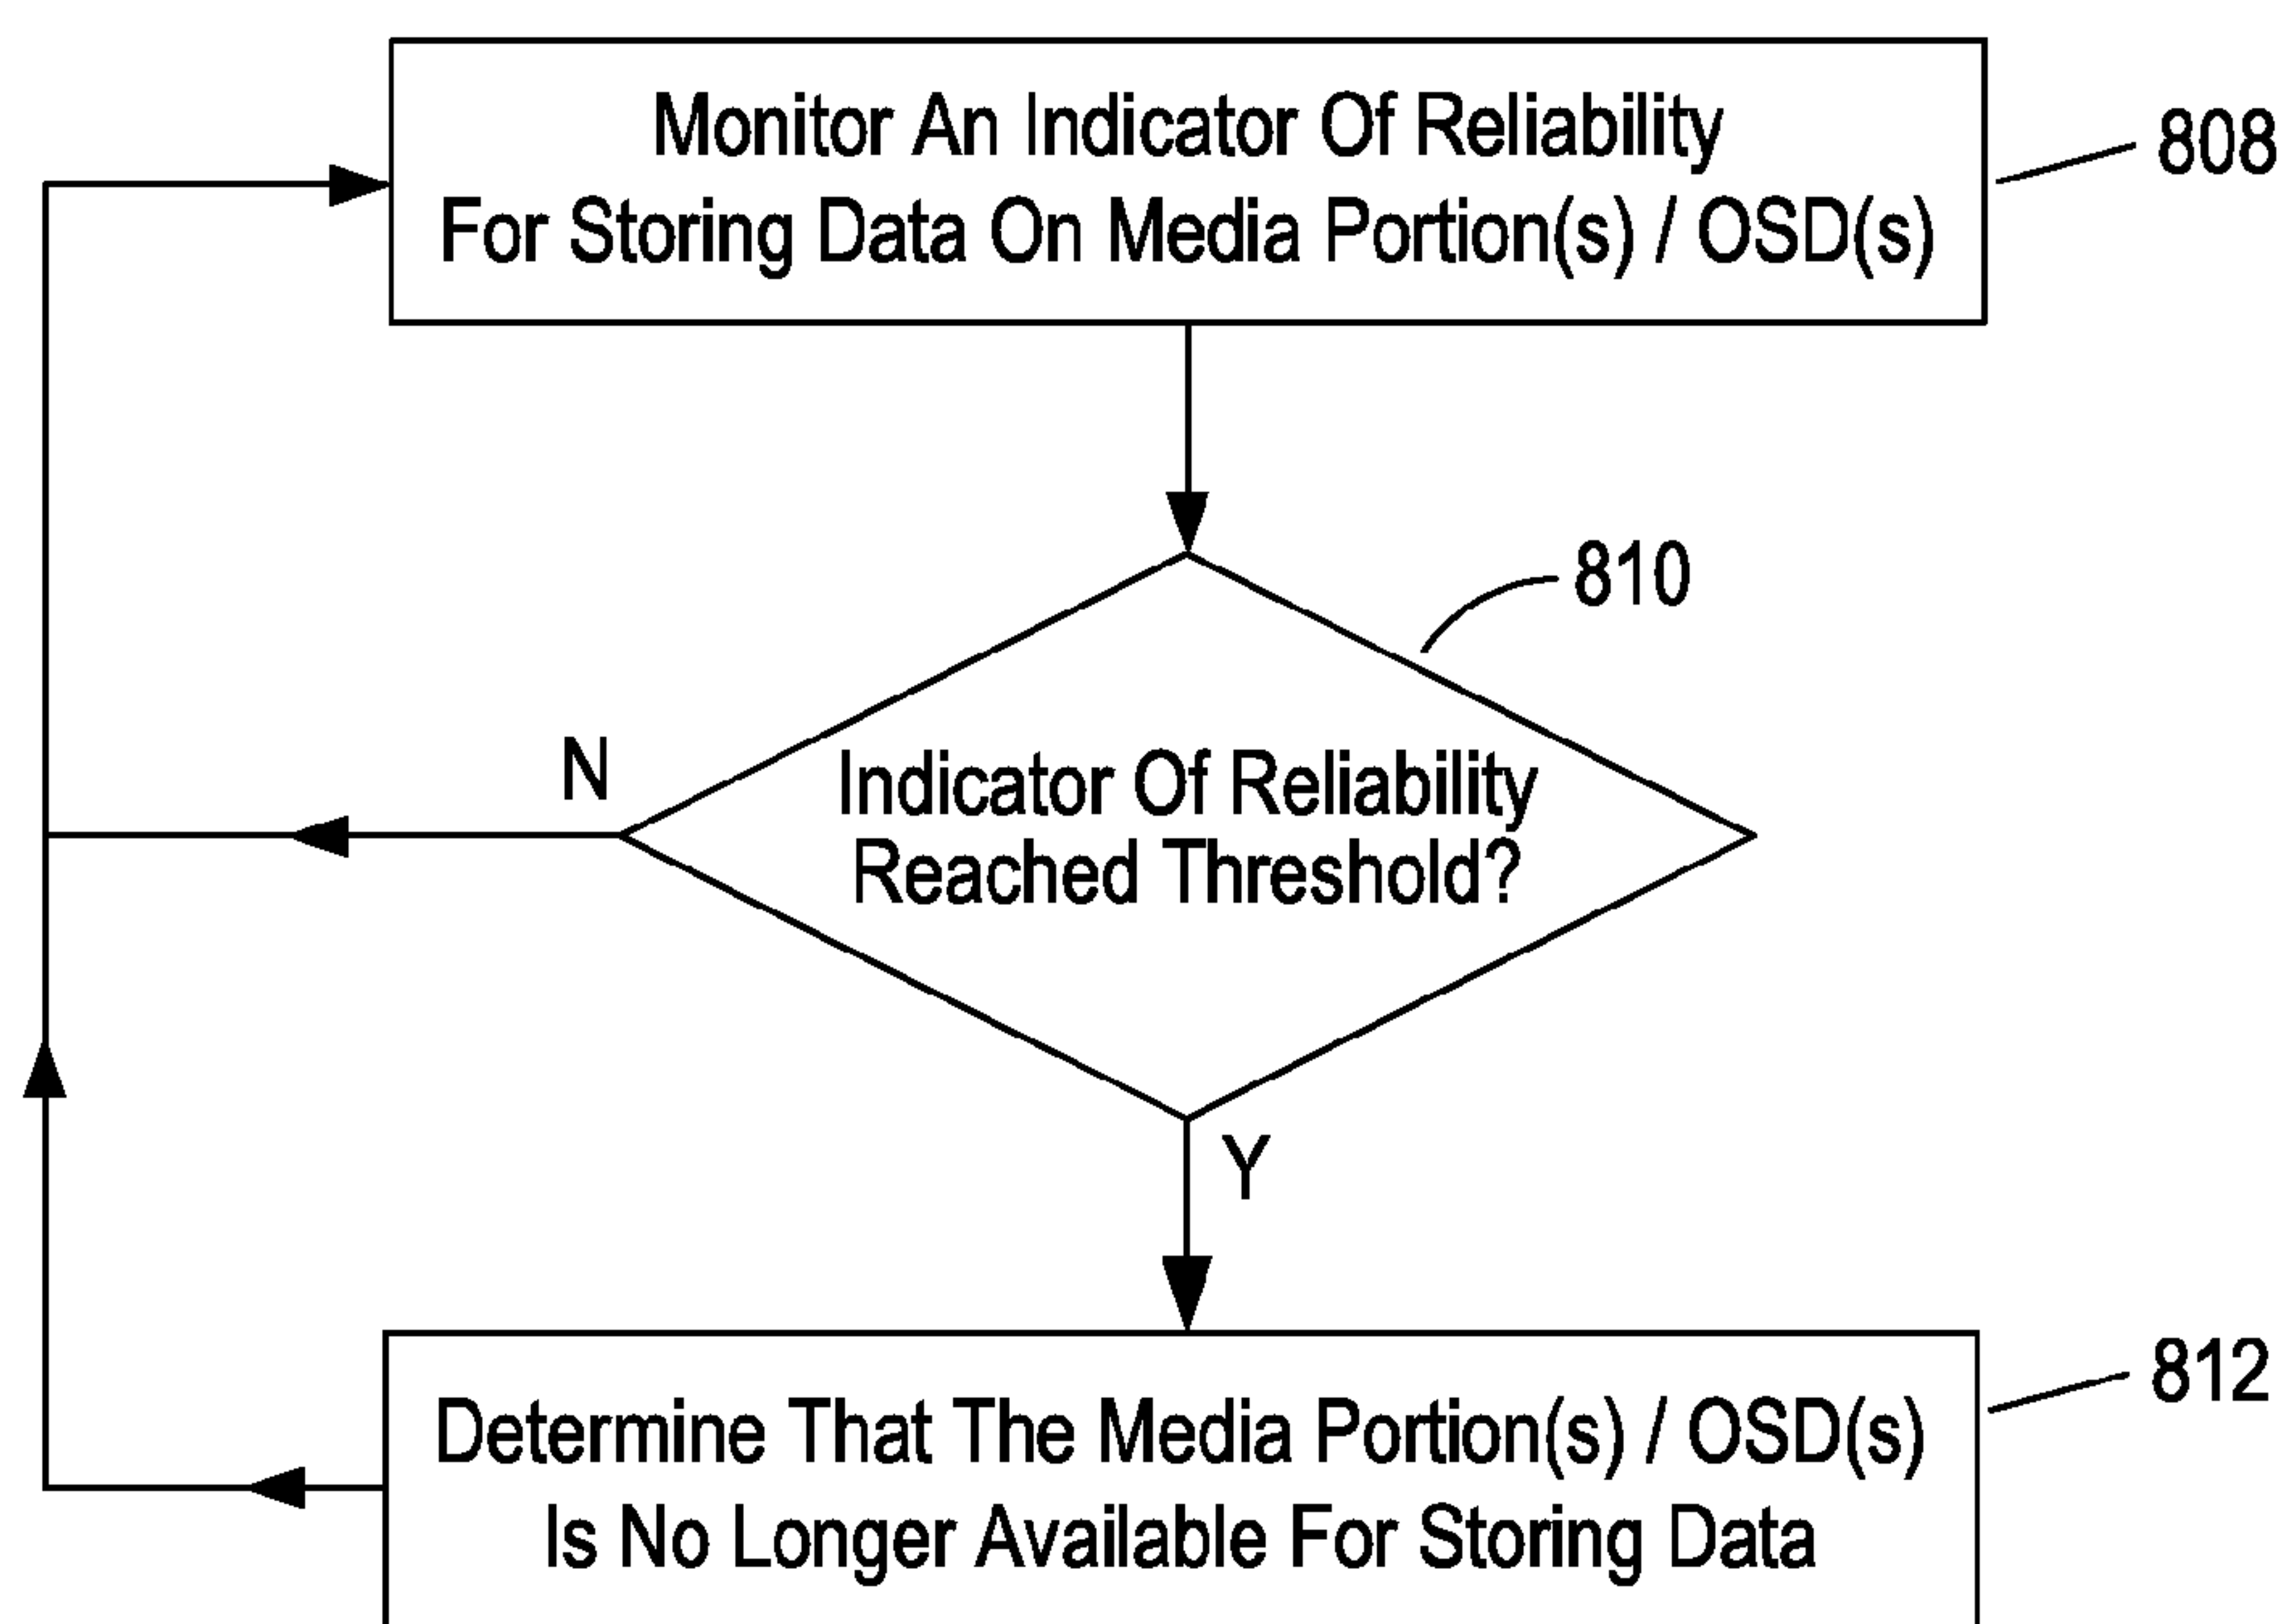 Monitor An Indicator Of Reliability
For Storing Data On Media Portion(s) / OSD(s)
808
810
N
Indicator Of Reliability
Reached Threshold?
Y
812
Determine That The Media Portion(s) / OSD(s)
Is No Longer Available For Storing Data